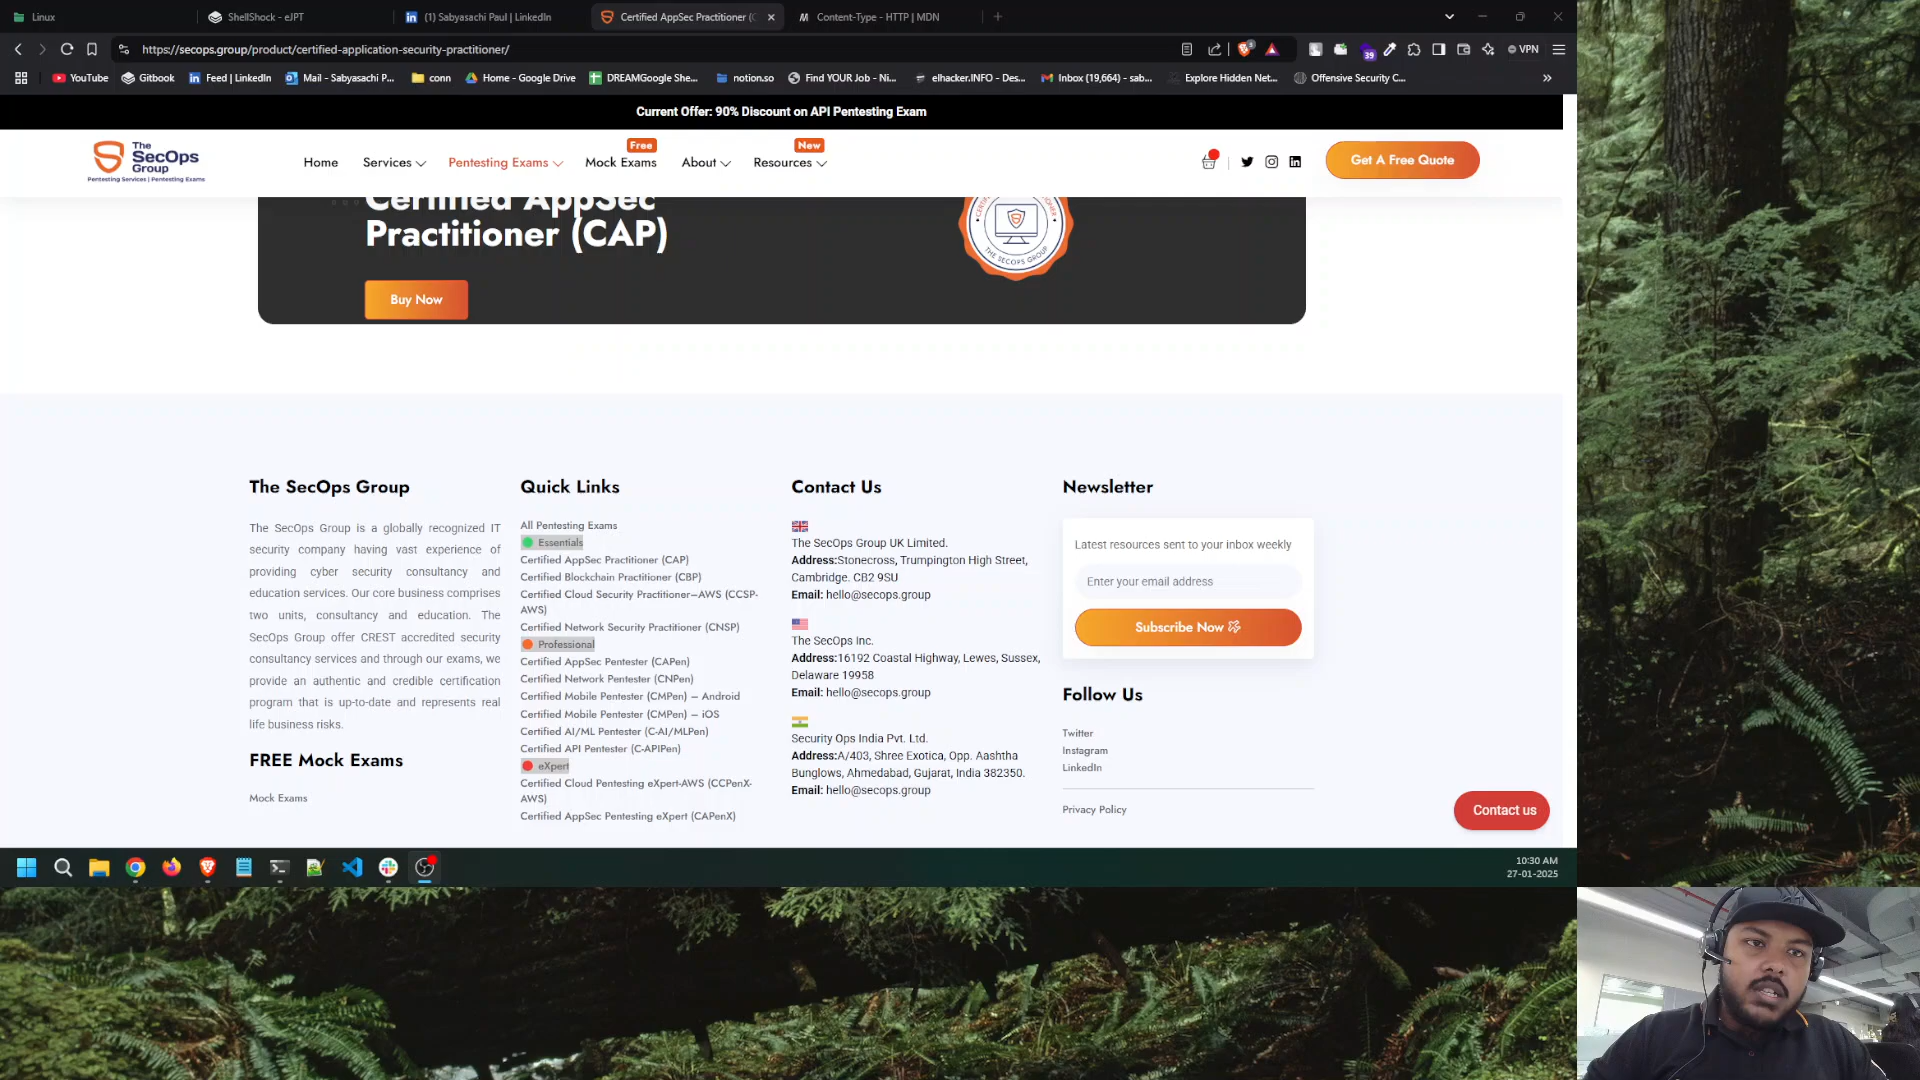 Linux
ShellShock - eJPT
(1) Sabyasachi Paul | LinkedIn
Certified AppSec Practitioner (C
Content-Type - HTTP | MDN
https://secops.group/product/certified-application-security-practitioner/
3
39
VPN
YouTube
Gitbook
Feed | LinkedIn
Mail - Sabyasachi P...
conn
Home - Google Drive
DREAMGoogle She...
notion.so
Find YOUR Job - Ni...
elhacker.INFO - Des...
Inbox (19,664) - sab...
Explore Hidden Net...
Offensive Security C...
Current Offer: 90% Discount on API Pentesting Exam
The SecOps Group
Pentesting Services | Pentesting Exams
Home
Services
Pentesting Exams
Free
Mock Exams
About
New
Resources
Get A Free Quote
Certified AppSec
Practitioner (CAP)
Buy Now
THE SECOPS GROUP
The SecOps Group
The SecOps Group is a globally recognized IT
security company having vast experience of
providing cyber security consultancy and
education services. Our core business comprises
two units, consultancy and education. The
SecOps Group offer CREST accredited security
consultancy services and through our exams, we
provide an authentic and credible certification
program that is up-to-date and represents real
life business risks.
FREE Mock Exams
Mock Exams
Quick Links
All Pentesting Exams
Essentials
Certified AppSec Practitioner (CAP)
Certified Blockchain Practitioner (CBP)
Certified Cloud Security Practitioner–AWS (CCSP-
AWS)
Certified Network Security Practitioner (CNSP)
Professional
Certified AppSec Pentester (CAPen)
Certified Network Pentester (CNPen)
Certified Mobile Pentester (CMPen) – Android
Certified Mobile Pentester (CMPen) – iOS
Certified AI/ML Pentester (C-AI/MLPen)
Certified API Pentester (C-APIPen)
eXpert
Certified Cloud Pentesting eXpert-AWS (CCPenX-
AWS)
Certified AppSec Pentesting eXpert (CAPenX)
Contact Us
The SecOps Group UK Limited.
Address:Stonecross, Trumpington High Street,
Cambridge. CB2 9SU
Email: hello@secops.group
The SecOps Inc.
Address:16192 Coastal Highway, Lewes, Sussex,
Delaware 19958
Email: hello@secops.group
Security Ops India Pvt. Ltd.
Address:A/403, Shree Exotica, Opp. Aashtha
Bunglows, Ahmedabad, Gujarat, India 382350.
Email: hello@secops.group
Newsletter
Latest resources sent to your inbox weekly
Enter your email address
Subscribe Now
Follow Us
Twitter
Instagram
LinkedIn
Privacy Policy
Contact us
10:30 AM
27-01-2025